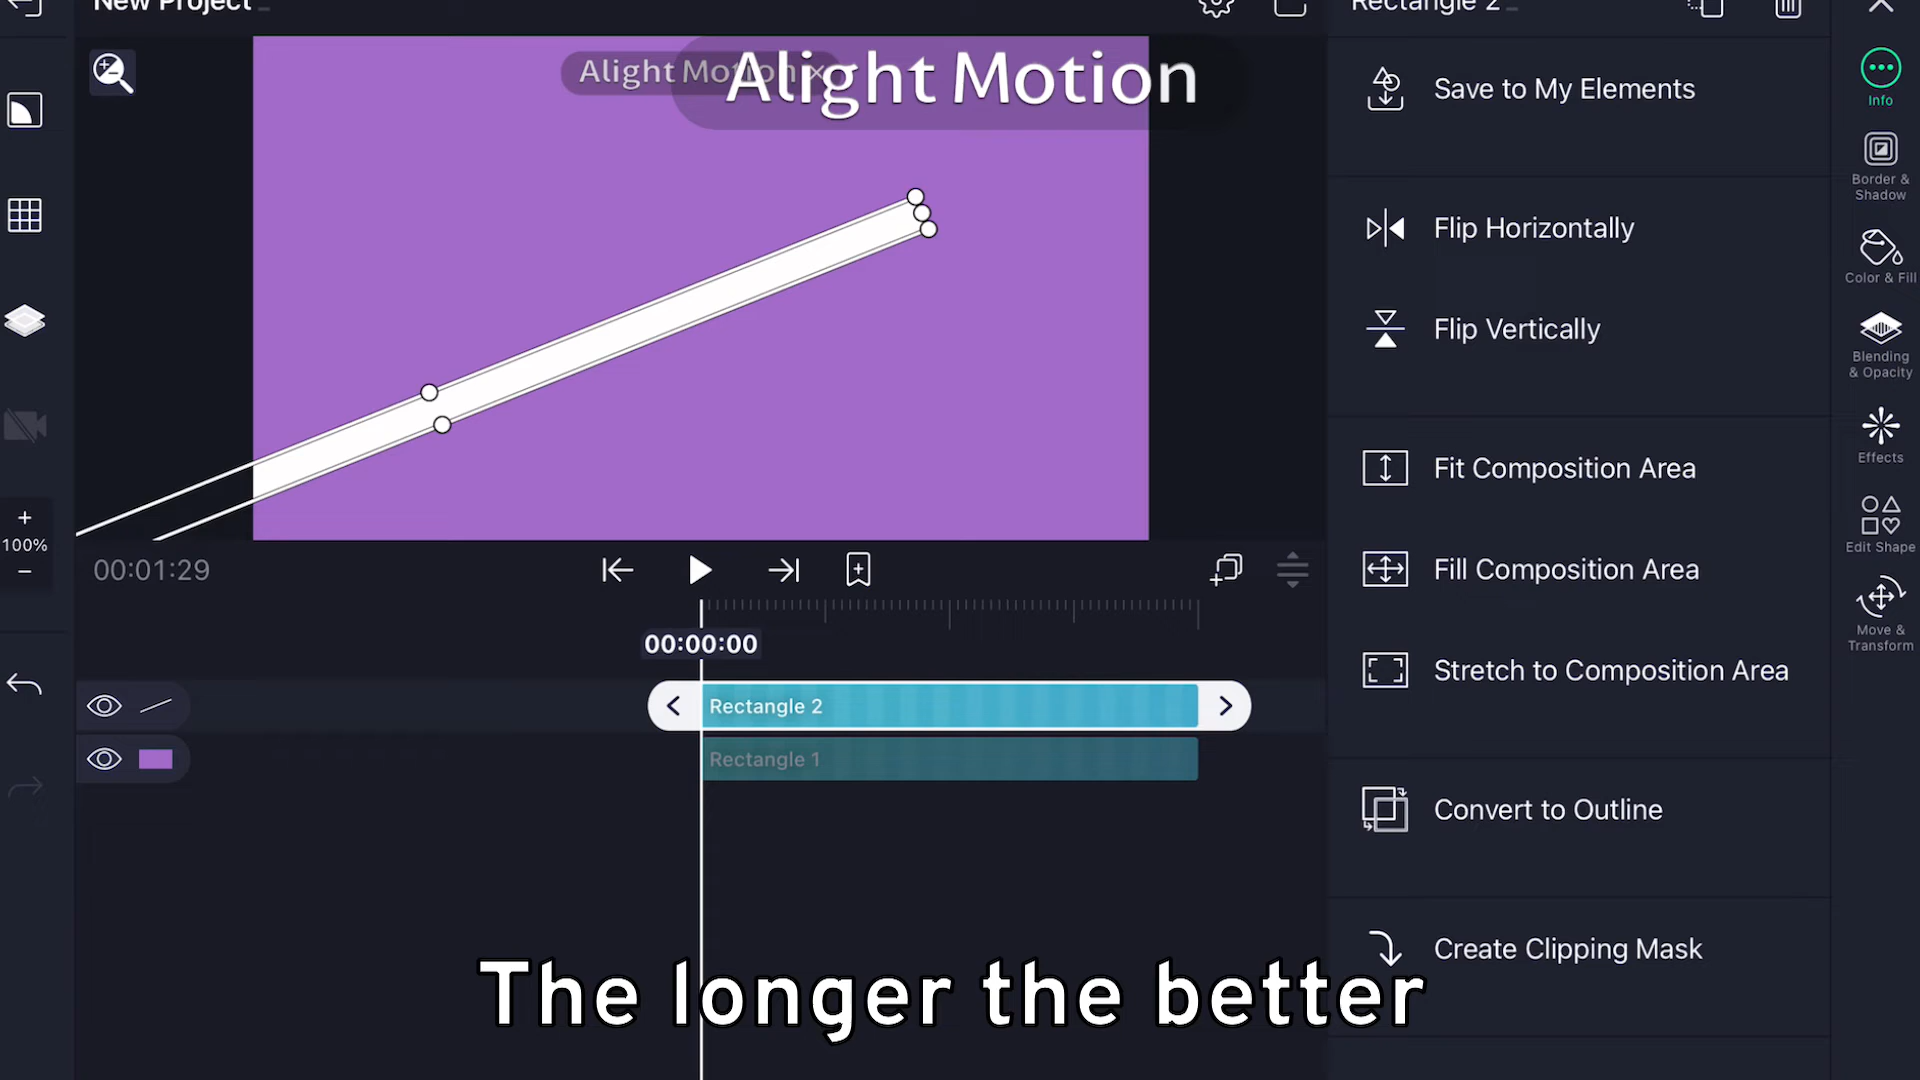 New Project
Rectangle 2
Alight Motion
Alight Motion
Save to My Elements
Info
Border &
Shadow
Flip Horizontally
Color & Fill
Flip Vertically
Blending
& Opacity
Fit Composition Area
Effects
Fill Composition Area
Edit Shape
Stretch to Composition Area
Move &
Transform
Convert to Outline
Create Clipping Mask
+
100%
−
00:01:29
00:00:00
Rectangle 2
Rectangle 1
The longer the better